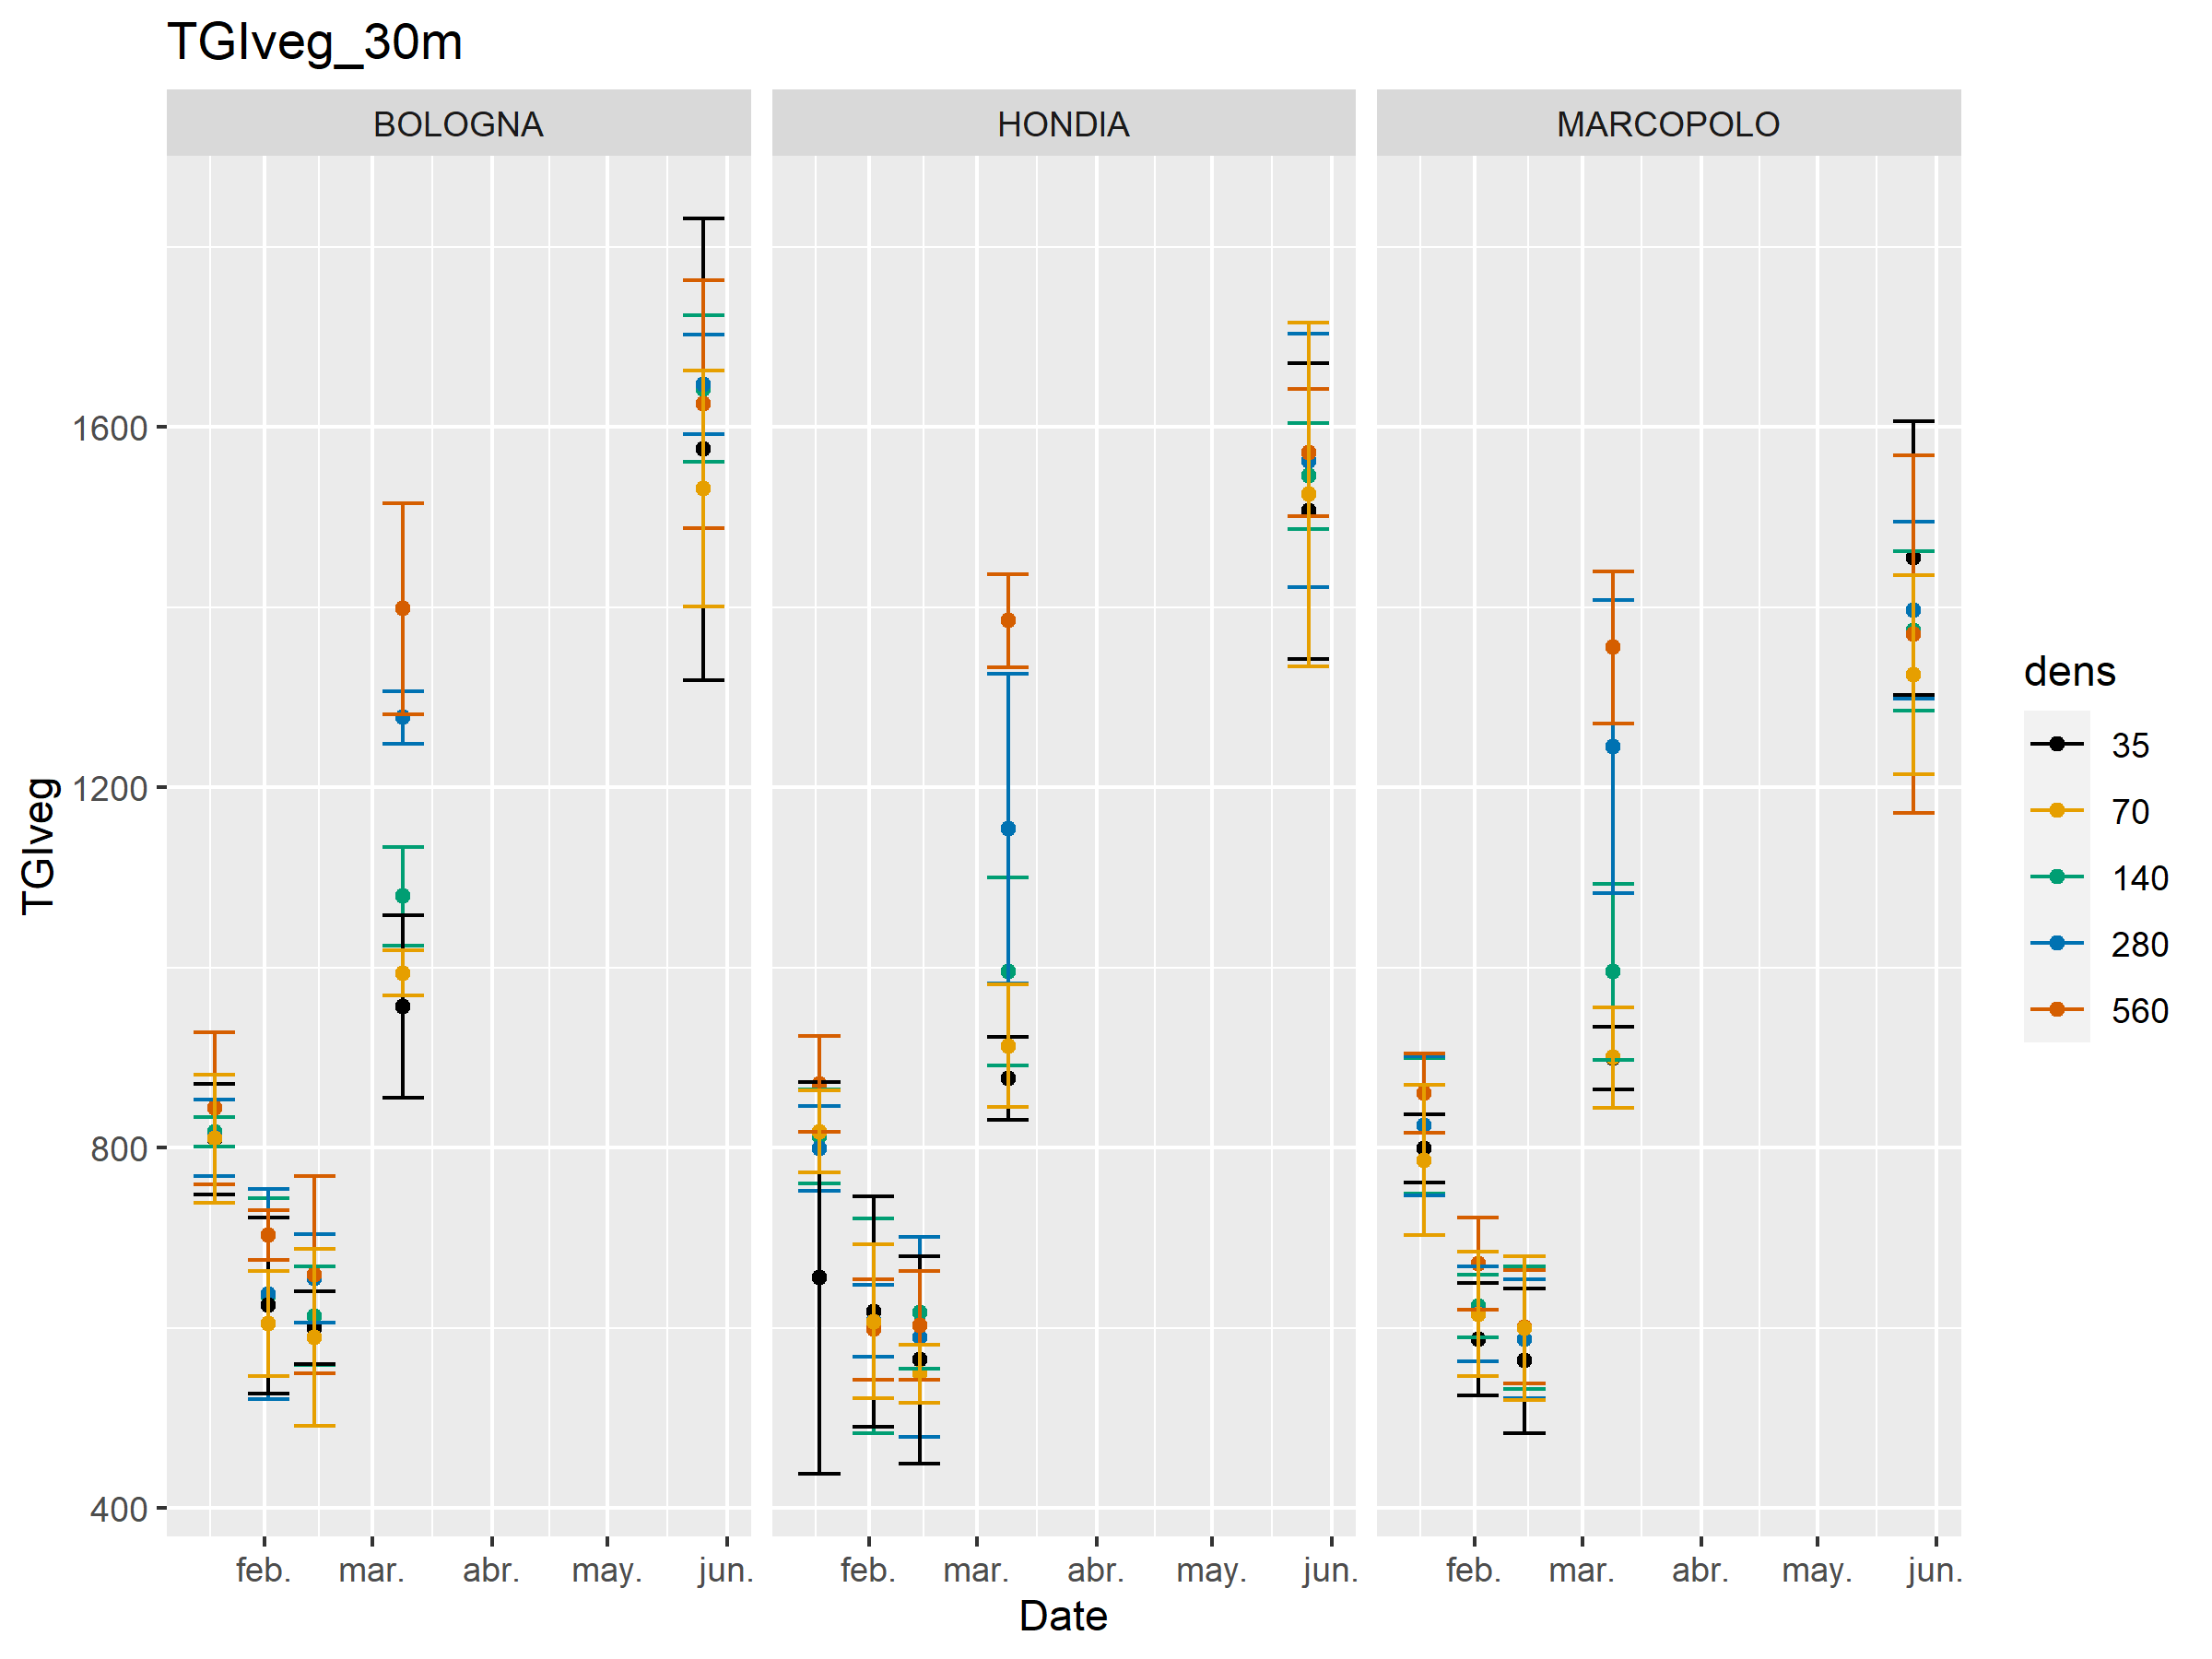 TGIveg_30m
BOLOGNA HONDIA MARCOPOLO
TGIveg
1600
1200
800
400
feb. mar. abr. may. jun. feb. mar. abr. may. jun. feb. mar. abr. may. jun.
Date
dens
35
70
140
280
560